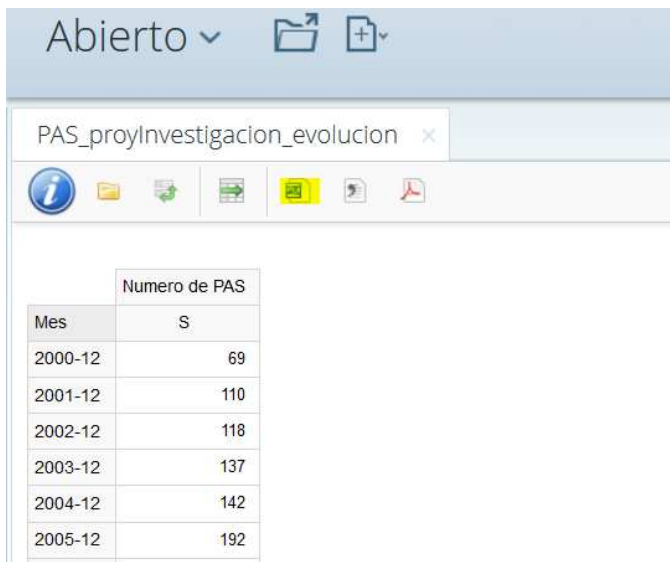 Abierto
PAS_proyInvestigacion_evolucion ×
Numero de PAS
Mes S
2000-12 69
2001-12 110
2002-12 118
2003-12 137
2004-12 142
2005-12 192